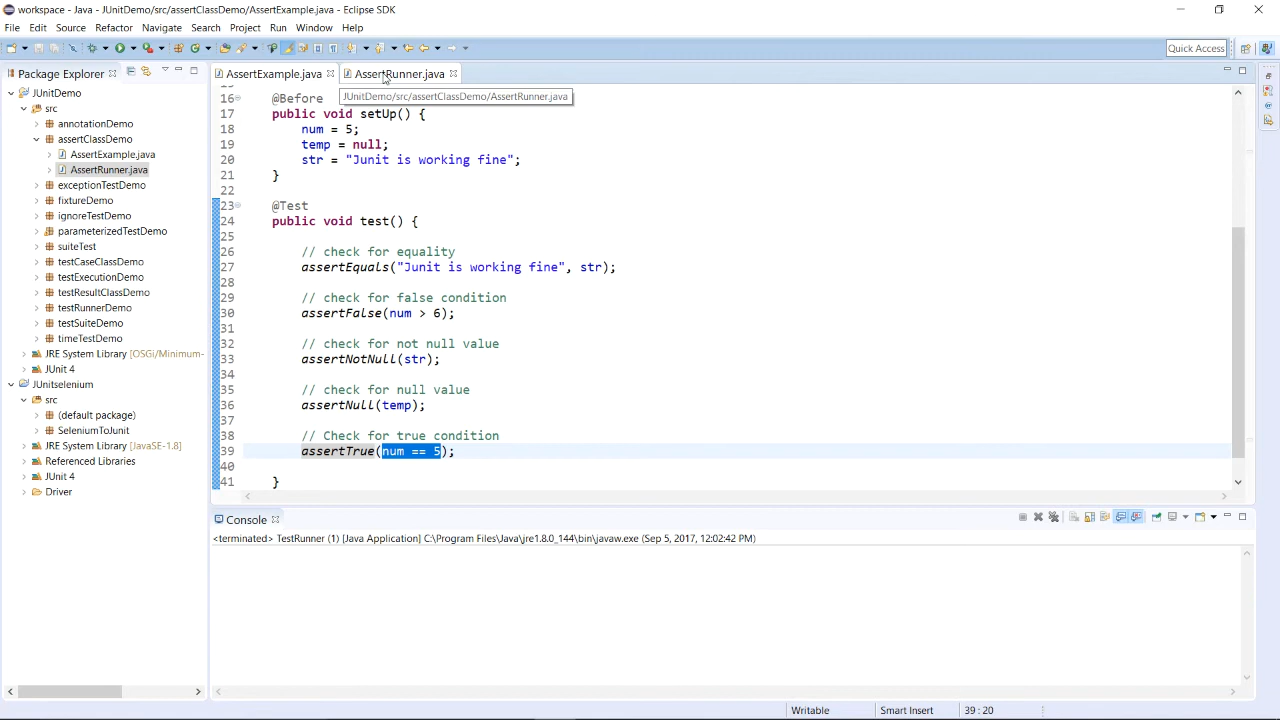 workspace - Java - JUnitDemo/src/assertClassDemo/AssertExample.java - Eclipse SDK
File Edit Source Refactor Navigate Search Project Run Window Help
Quick Access
Package Explorer
AssertExample.java
AssertRunner.java
JUnitDemo/src/assertClassDemo/AssertRunner.java
JUnitDemo
src
annotationDemo
assertClassDemo
AssertExample.java
AssertRunner.java
exceptionTestDemo
fixtureDemo
ignoreTestDemo
parameterizedTestDemo
suiteTest
testCaseClassDemo
testExecutionDemo
testResultClassDemo
testRunnerDemo
testSuiteDemo
timeTestDemo
JRE System Library [OSGi/Minimum-
JUnit 4
JUnitselenium
src
(default package)
SeleniumToJunit
JRE System Library [JavaSE-1.8]
Referenced Libraries
JUnit 4
Driver
16 @Before
17 public void setUp() {
18 num = 5;
19 temp = null;
20 str = "Junit is working fine";
21 }
22
23 @Test
24 public void test() {
25
26 // check for equality
27 assertEquals("Junit is working fine", str);
28
29 // check for false condition
30 assertFalse(num > 6);
31
32 // check for not null value
33 assertNotNull(str);
34
35 // check for null value
36 assertNull(temp);
37
38 // Check for true condition
39 assertTrue(num == 5);
40
41 }
Console
<terminated> TestRunner (1) [Java Application] C:\Program Files\Java\jre1.8.0_144\bin\javaw.exe (Sep 5, 2017, 12:02:42 PM)
Writable Smart Insert 39 : 20